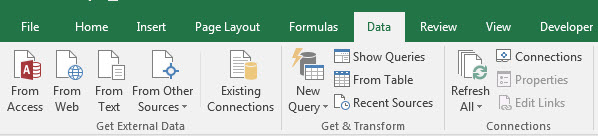 File Home Insert Page Layout Formulas Data Review View Developer
From Access
From Web
From Text
From Other Sources
Existing Connections
Get External Data
New Query
Show Queries
From Table
Recent Sources
Get & Transform
Refresh All
Connections
Properties
Edit Links
Connections